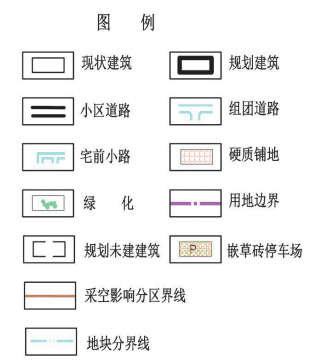 图 例
现状建筑 规划建筑
小区道路 组团道路
宅前小路 硬质铺地
绿 化 用地边界
规划未建建筑 P 嵌草砖停车场
采空影响分区界线
地块分界线